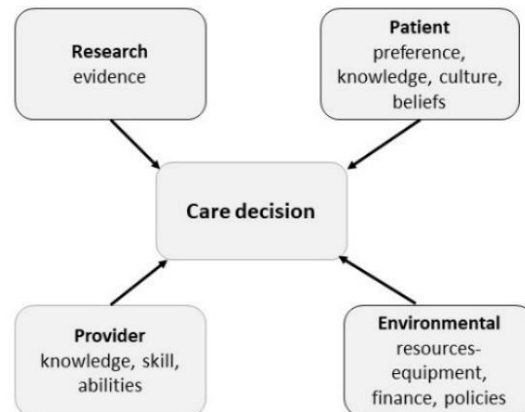 Research
evidence
Patient
preference,
knowledge, culture,
beliefs
Care decision
Provider
knowledge, skill,
abilities
Environmental
resources-
equipment,
finance, policies